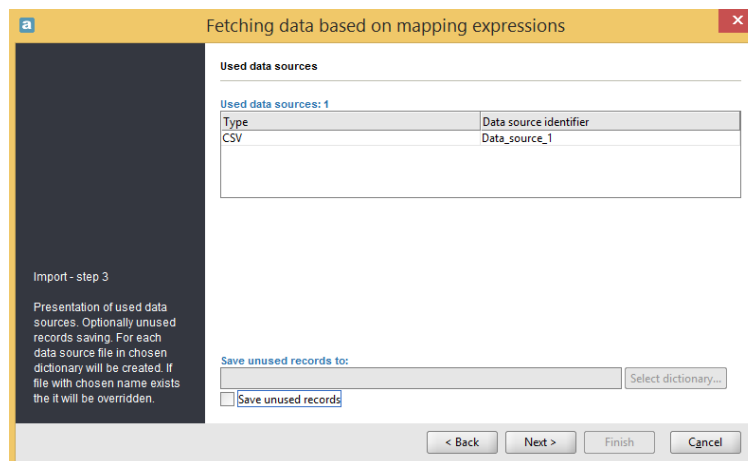 a
Fetching data based on mapping expressions
x
Used data sources
Used data sources: 1
Type Data source identifier
CSV Data_source_1
Import - step 3
Presentation of used data
sources. Optionally unused
records saving. For each
data source file in chosen
dictionary will be created. If
file with chosen name exists
the it will be overridden.
Save unused records to:
Select dictionary...
Save unused records
< Back Next > Finish Cancel